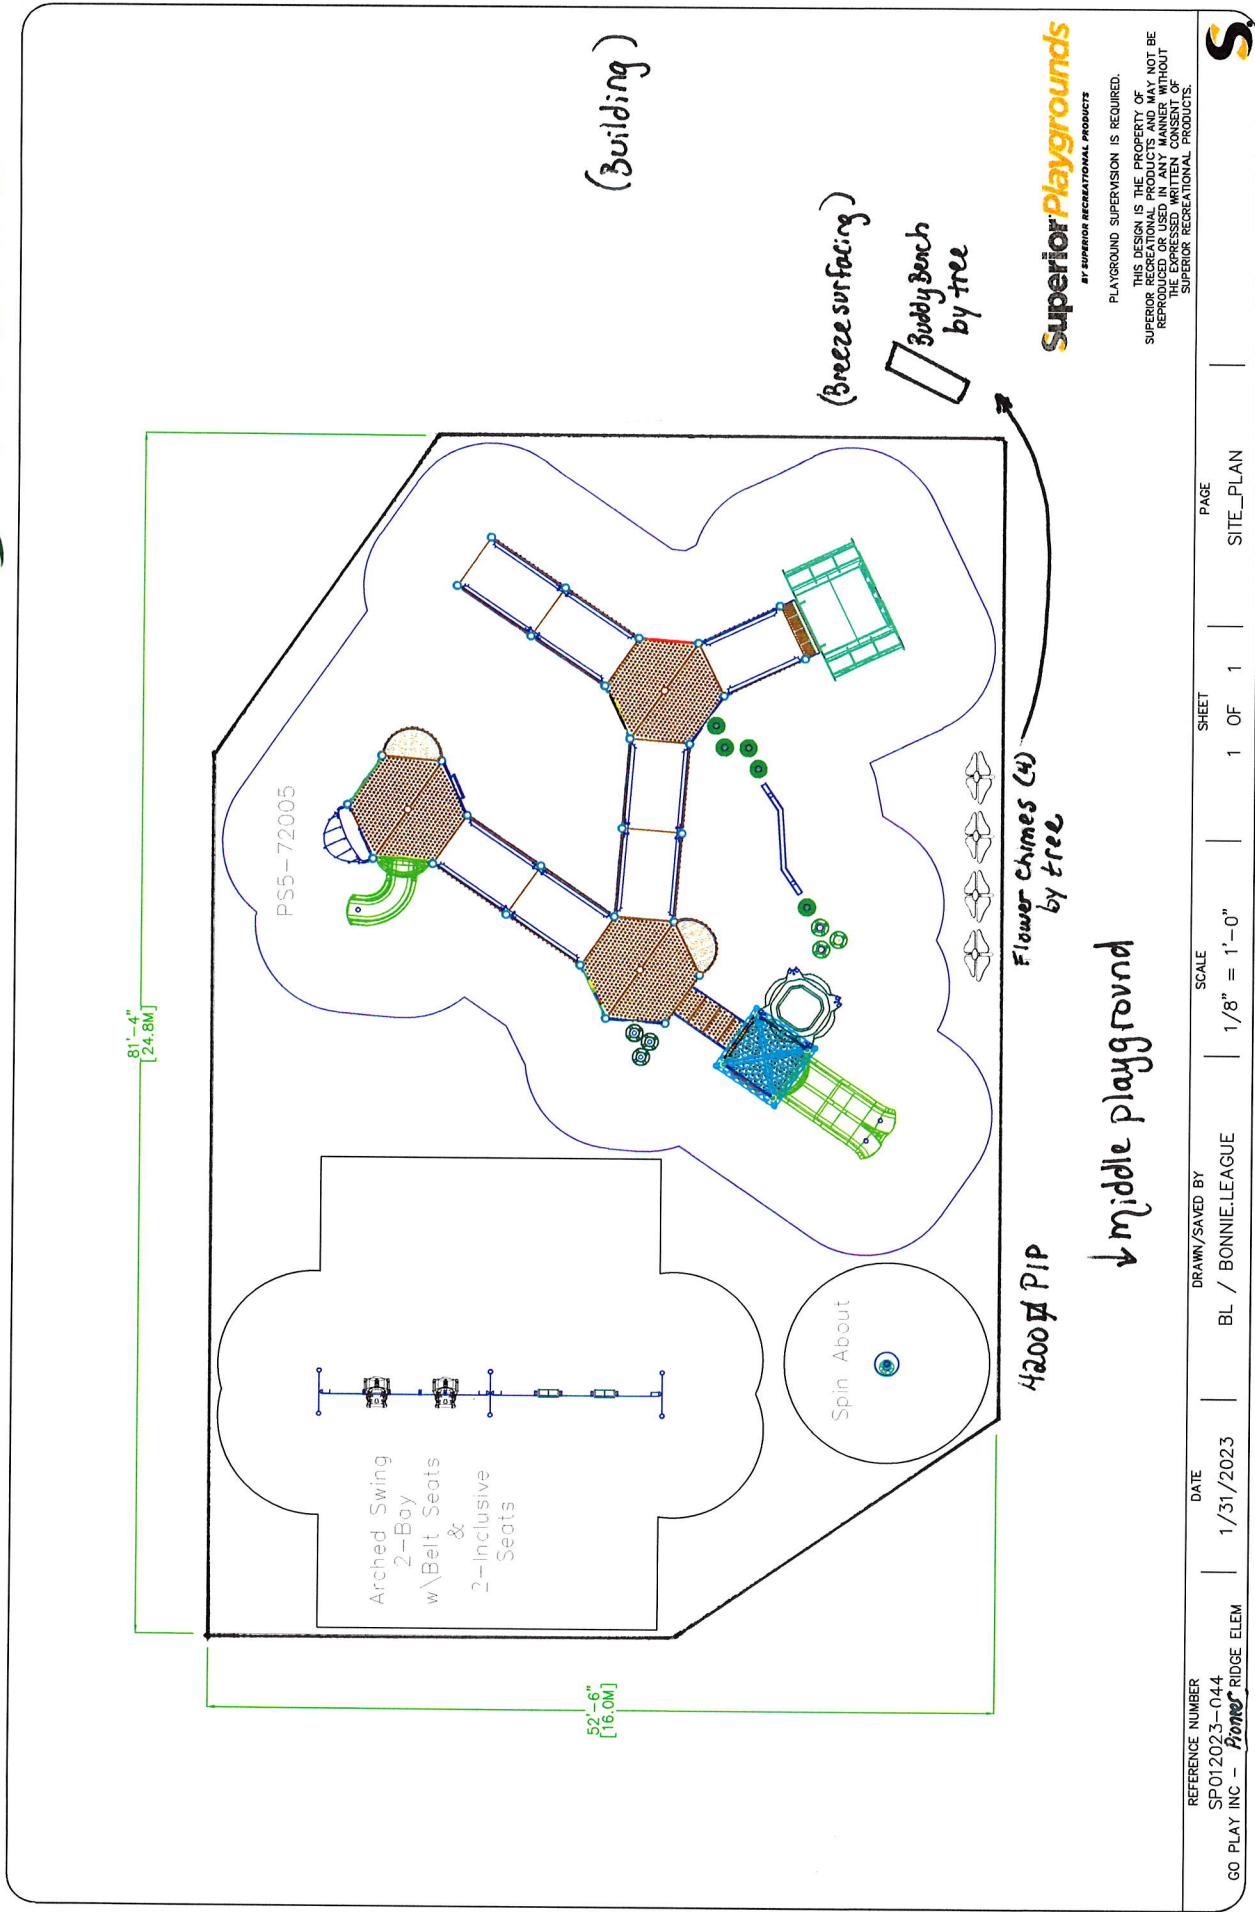 (Building)
(Breeze surfacing)
Buddy Bench
by tree
81'-4"
[24.8M]
52'-6"
[16.0M]
PS5-72005
Arched Swing
2-Bay
w\Belt Seats
&
2-Inclusive
Seats
Spin About
Flower Chimes (4)
by tree
4200 PIP
↓ middle playground
Superior Playgrounds
BY SUPERIOR RECREATIONAL PRODUCTS
PLAYGROUND SUPERVISION IS REQUIRED.
THIS DESIGN IS THE PROPERTY OF
SUPERIOR RECREATIONAL PRODUCTS AND MAY NOT BE
REPRODUCED OR USED IN ANY MANNER WITHOUT
THE EXPRESSED WRITTEN CONSENT OF
SUPERIOR RECREATIONAL PRODUCTS.
REFERENCE NUMBER
SP012023-044
GO PLAY INC - Pioneer RIDGE ELEM
DATE
1/31/2023
DRAWN/SAVED BY
BL / BONNIE.LEAGUE
SCALE
1/8" = 1'-0"
SHEET
1 OF 1
PAGE
SITE_PLAN
S.